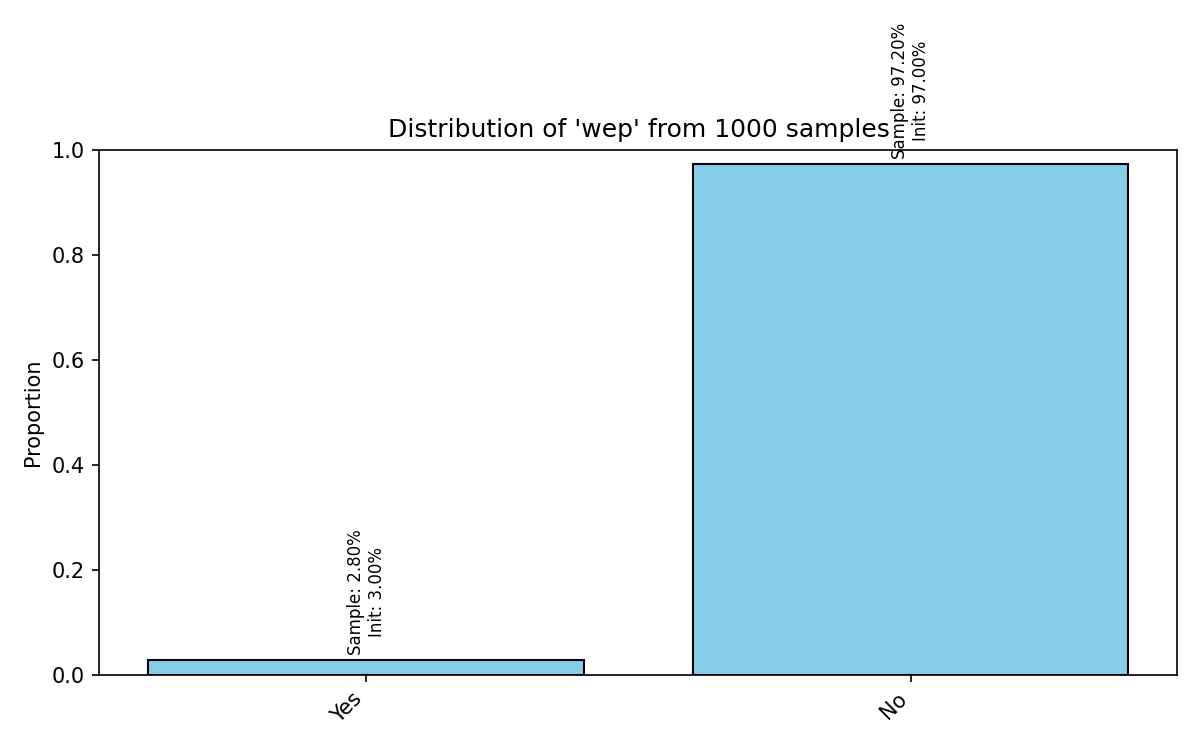 Distribution of 'wep' from 1000 samples
Sample: 97.20%
Init: 97.00%
Sample: 2.80%
Init: 3.00%
Proportion
1.0
0.8
0.6
0.4
0.2
0.0
Yes
No